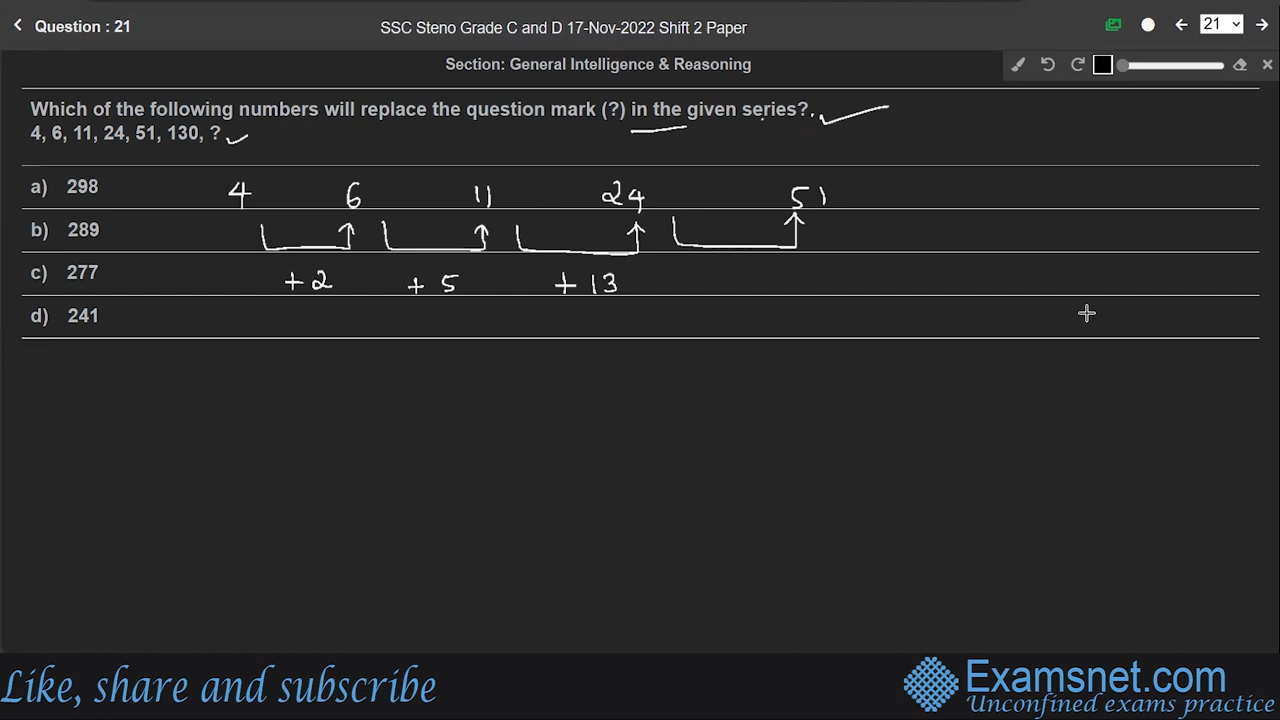 Question : 21
SSC Steno Grade C and D 17-Nov-2022 Shift 2 Paper
21
Section: General Intelligence & Reasoning
Which of the following numbers will replace the question mark (?) in the given series?.
4, 6, 11, 24, 51, 130, ?
a) 298
4 6 11 24 51
b) 289
c) 277
+2 +5 +13
d) 241
Like, share and subscribe
Examsnet.com
Unconfined exams practice